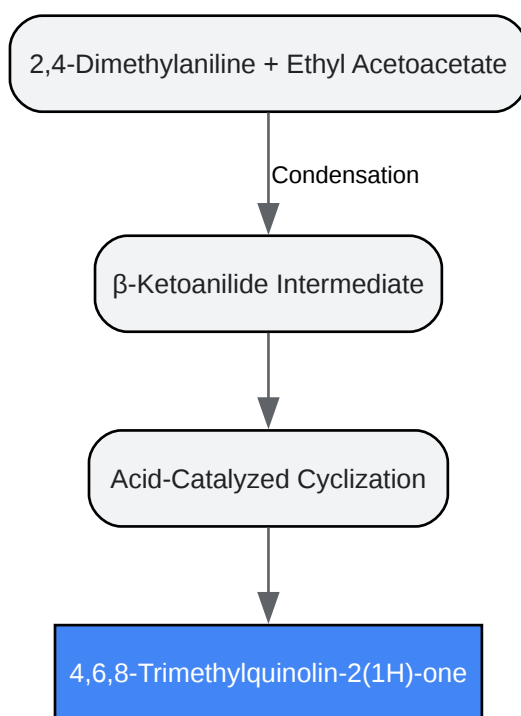 2,4-Dimethylaniline + Ethyl Acetoacetate
Condensation
β-Ketoanilide Intermediate
Acid-Catalyzed Cyclization
4,6,8-Trimethylquinolin-2(1H)-one